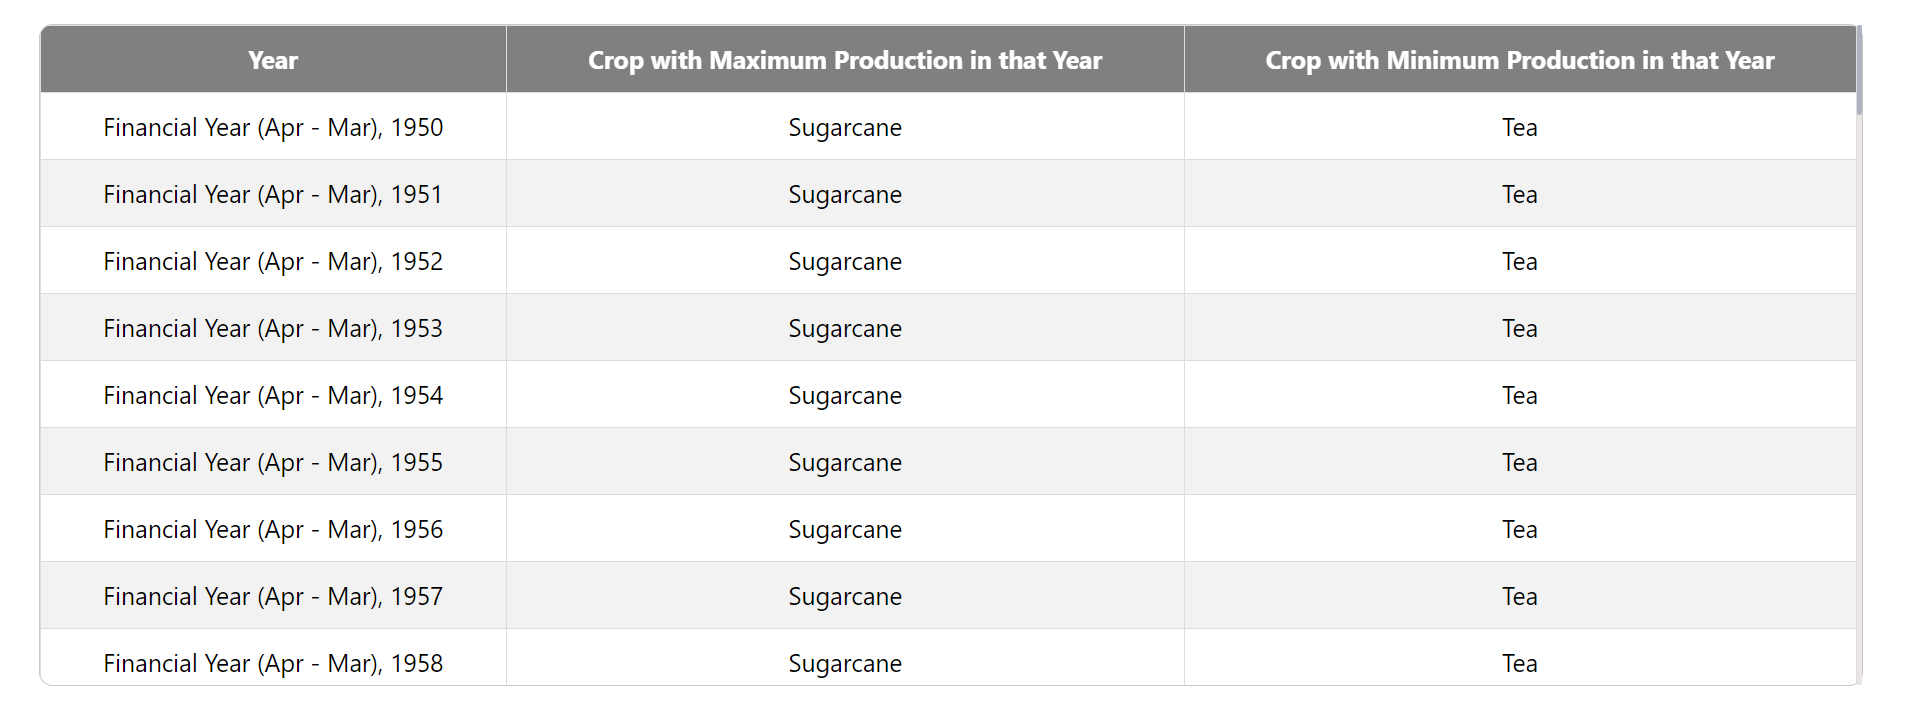 Year Crop with Maximum Production in that Year Crop with Minimum Production in that Year
Financial Year (Apr - Mar), 1950 Sugarcane Tea
Financial Year (Apr - Mar), 1951 Sugarcane Tea
Financial Year (Apr - Mar), 1952 Sugarcane Tea
Financial Year (Apr - Mar), 1953 Sugarcane Tea
Financial Year (Apr - Mar), 1954 Sugarcane Tea
Financial Year (Apr - Mar), 1955 Sugarcane Tea
Financial Year (Apr - Mar), 1956 Sugarcane Tea
Financial Year (Apr - Mar), 1957 Sugarcane Tea
Financial Year (Apr - Mar), 1958 Sugarcane Tea